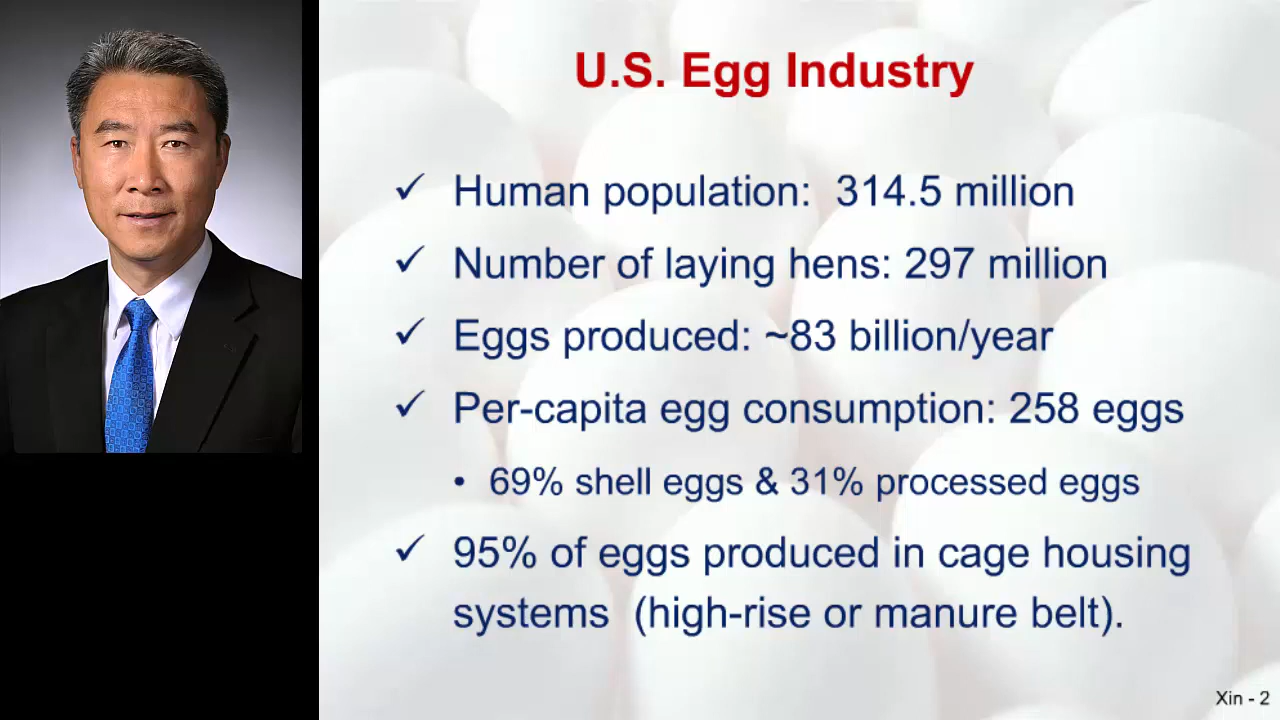 U.S. Egg Industry
✓ Human population: 314.5 million
✓ Number of laying hens: 297 million
✓ Eggs produced: ~83 billion/year
✓ Per-capita egg consumption: 258 eggs
• 69% shell eggs & 31% processed eggs
✓ 95% of eggs produced in cage housing
systems (high-rise or manure belt).
Xin - 2